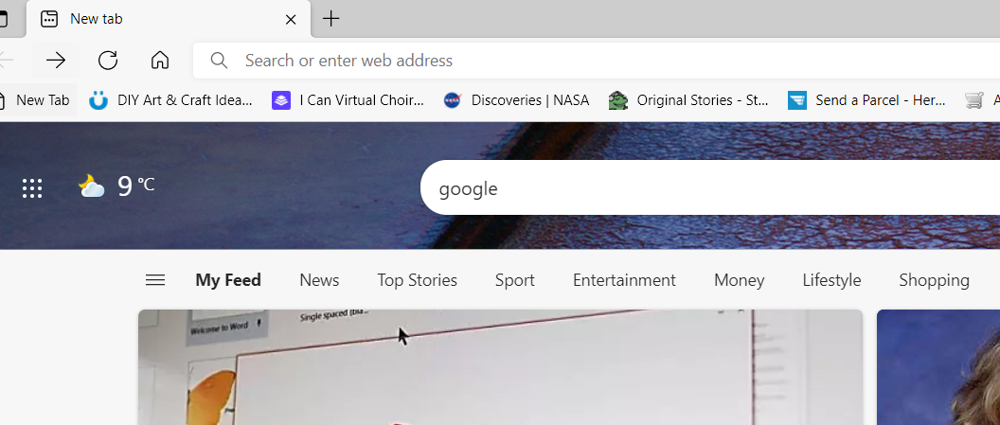 New tab
Search or enter web address
New Tab DIY Art & Craft Idea... I Can Virtual Choir... Discoveries | NASA Original Stories - St... Send a Parcel - Her... A
9 °C
google
My Feed News Top Stories Sport Entertainment Money Lifestyle Shopping
Single spaced (bla...
Welcome to Word